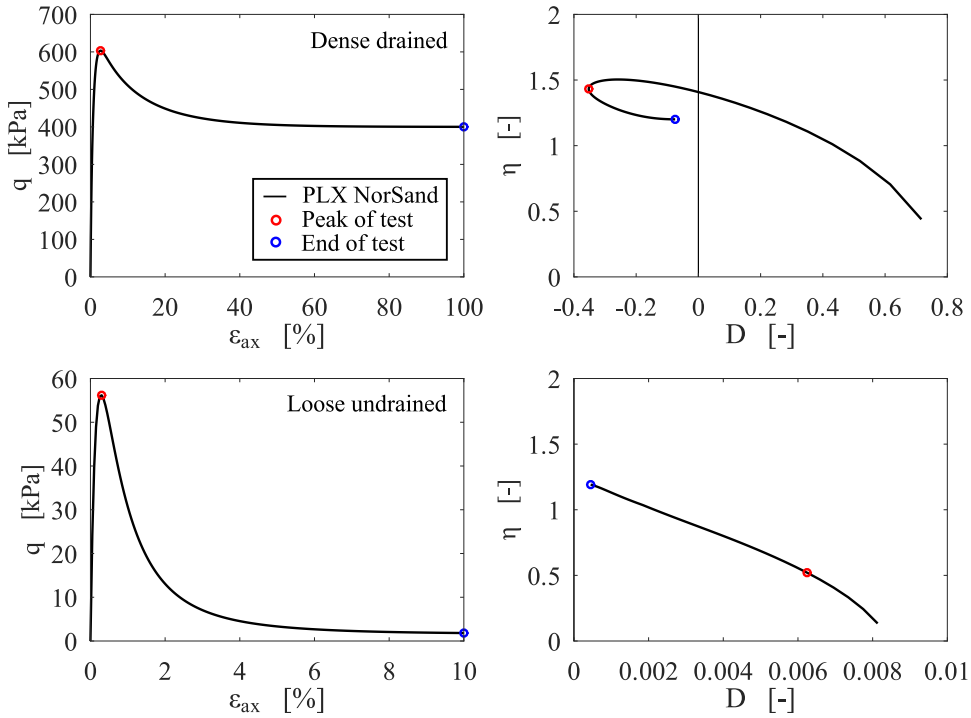 700
600
500
400
300
200
100
0
q [kPa]
Dense drained
PLX NorSand
Peak of test
End of test
0 20 40 60 80 100
εax [%]
2
1.5
1
0.5
0
η [-]
-0.4 -0.2 0 0.2 0.4 0.6 0.8
D [-]
60
50
40
30
20
10
0
q [kPa]
Loose undrained
0 2 4 6 8 10
εax [%]
2
1.5
1
0.5
0
η [-]
0 0.002 0.004 0.006 0.008 0.01
D [-]